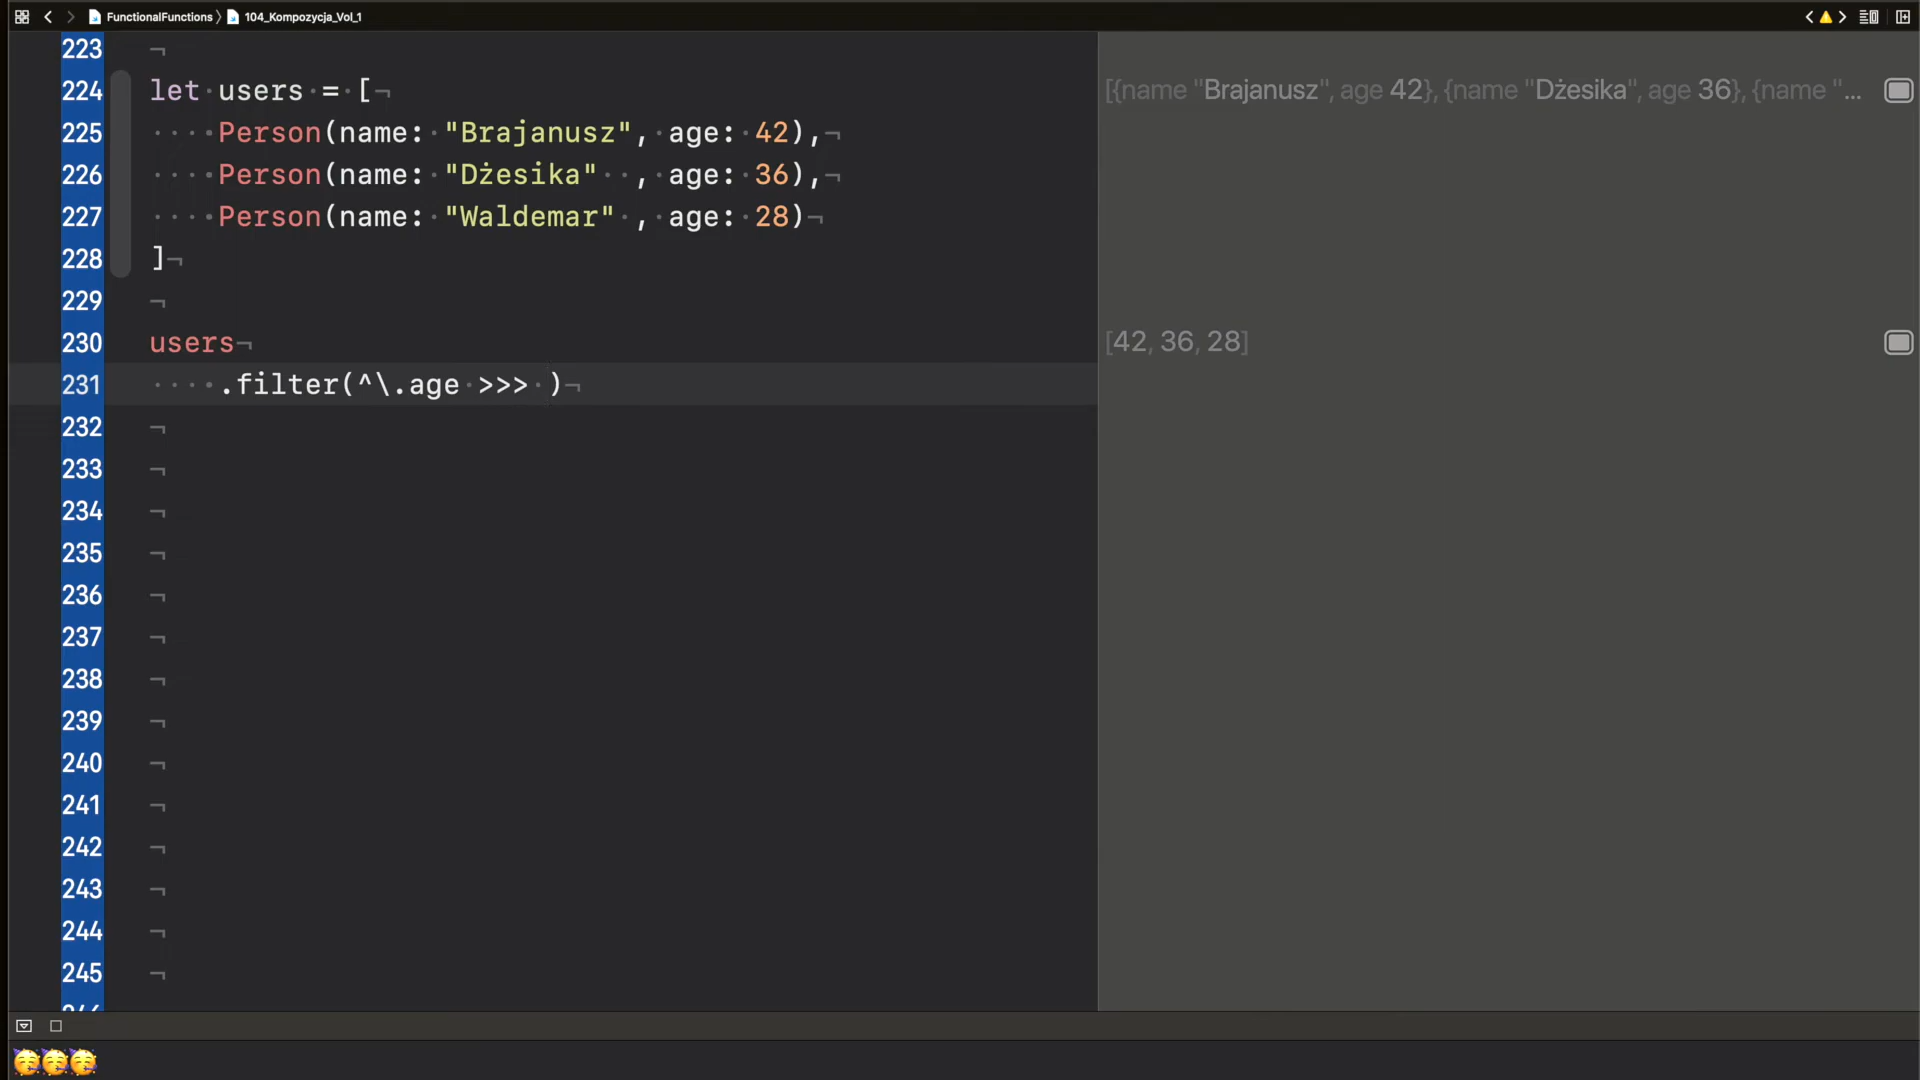 FunctionalFunctions 〉 104_Kompozycja_Vol_1
223 ¬
224 let·users·=·[¬
225 ····Person(name:·"Brajanusz",·age:·42),¬
226 ····Person(name:·"Dżesika"··,·age:·36),¬
227 ····Person(name:·"Waldemar"·,·age:·28)¬
228 ]¬
229 ¬
230 users¬
231 ····.filter(^\.age·>>>·)¬
232 ¬
233 ¬
234 ¬
235 ¬
236 ¬
237 ¬
238 ¬
239 ¬
240 ¬
241 ¬
242 ¬
243 ¬
244 ¬
245 ¬
[{name "Brajanusz", age 42}, {name "Dżesika", age 36}, {name "...
[42, 36, 28]
🥳🥳🥳